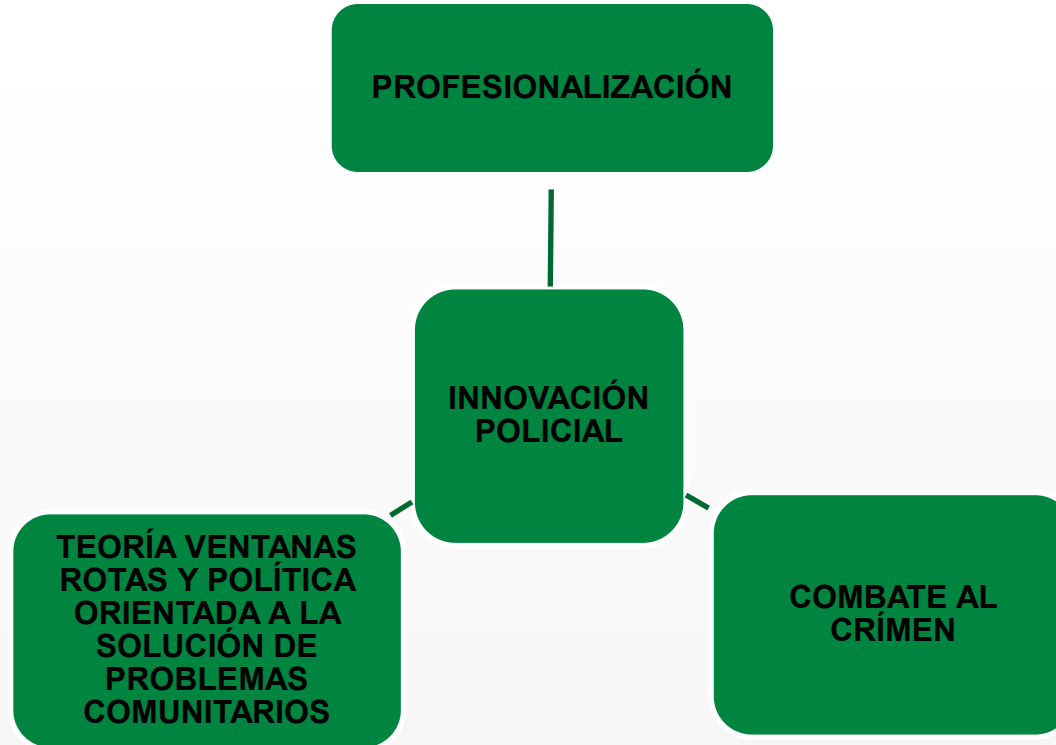 PROFESIONALIZACIÓN
INNOVACIÓN
POLICIAL
TEORÍA VENTANAS
ROTAS Y POLÍTICA
ORIENTADA A LA
SOLUCIÓN DE
PROBLEMAS
COMUNITARIOS
COMBATE AL
CRÍMEN